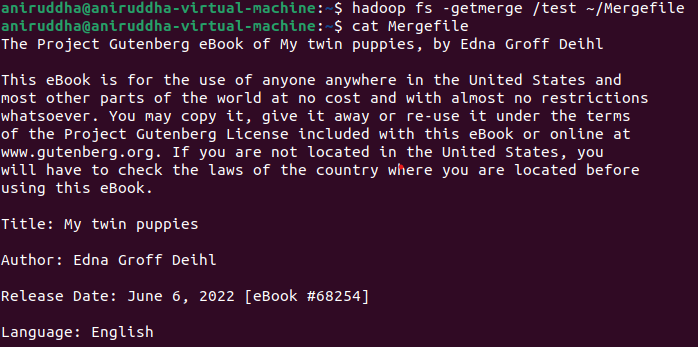 aniruddha@aniruddha-virtual-machine:~$ hadoop fs -getmerge /test ~/Mergefile
aniruddha@aniruddha-virtual-machine:~$ cat Mergefile
The Project Gutenberg eBook of My twin puppies, by Edna Groff Deihl
This eBook is for the use of anyone anywhere in the United States and
most other parts of the world at no cost and with almost no restrictions
whatsoever. You may copy it, give it away or re-use it under the terms
of the Project Gutenberg License included with this eBook or online at
www.gutenberg.org. If you are not located in the United States, you
will have to check the laws of the country where you are located before
using this eBook.
Title: My twin puppies
Author: Edna Groff Deihl
Release Date: June 6, 2022 [eBook #68254]
Language: English